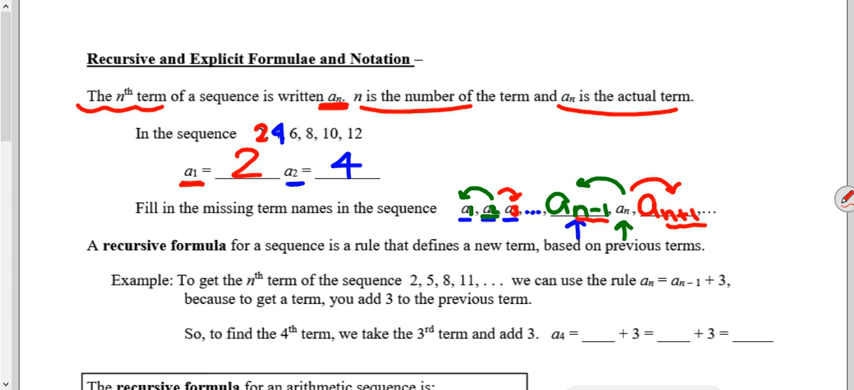 Recursive and Explicit Formulae and Notation –
The nth term of a sequence is written an. n is the number of the term and an is the actual term.
In the sequence 2 4 6, 8, 10, 12
a1 = 2 a2 = 4
Fill in the missing term names in the sequence a1, a2, a3, ..., an-1, an, an+1, …
A recursive formula for a sequence is a rule that defines a new term, based on previous terms.
Example: To get the nth term of the sequence 2, 5, 8, 11, . . . we can use the rule an = an – 1 + 3,
because to get a term, you add 3 to the previous term.
So, to find the 4th term, we take the 3rd term and add 3. a4 = ____ + 3 = ____ + 3 = _____
The recursive formula for an arithmetic sequence is: